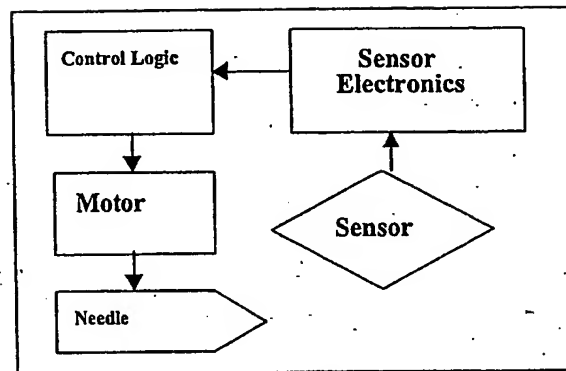 Control Logic
Sensor
Electronics
Motor
Sensor
Needle